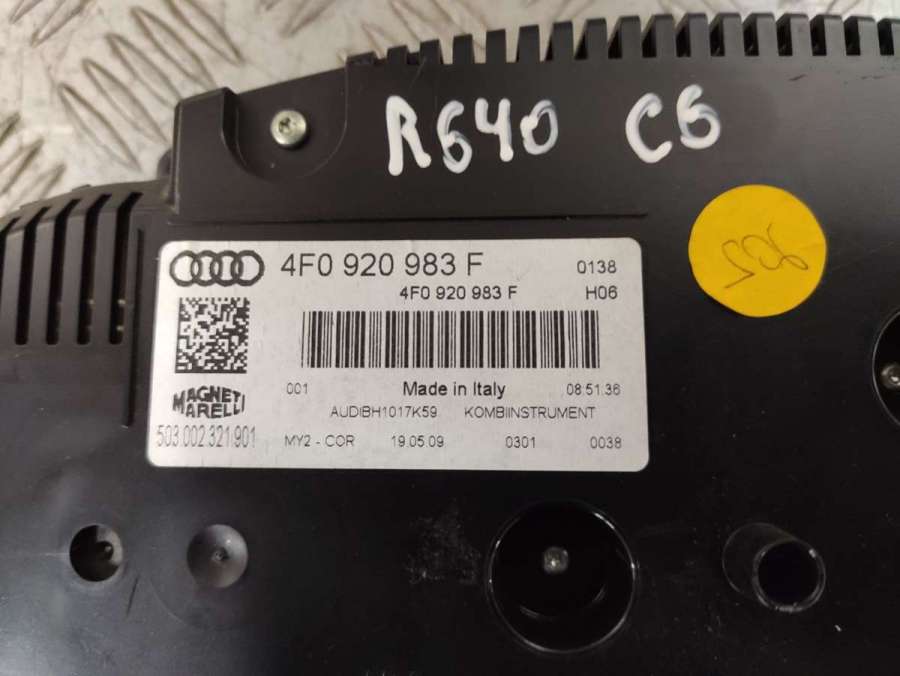 R640 C6
4F0 920 983 F 0138
4F0 920 983 F H06
001 Made in Italy 08:51:36
AUDIBH1017K59 KOMBIINSTRUMENT
MAGNETI MARELLI
503.002.321.901
MY2 - COR 19.05.09 0301 0038